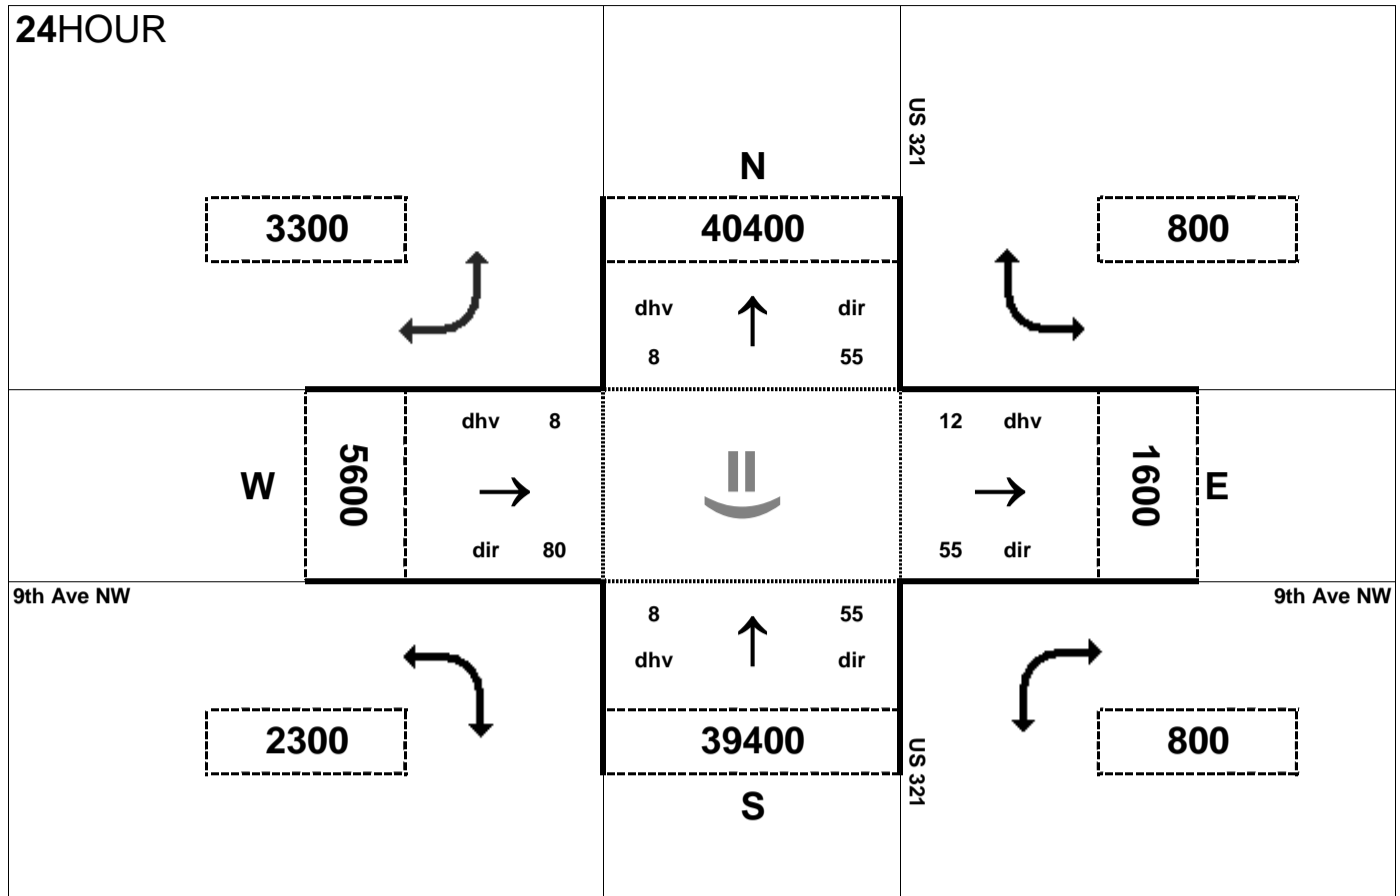 24HOUR
US 321
N
3300
40400
800
dhv
dir
8
55
dhv 8
12 dhv
W
5600
1600
E
dir 80
55 dir
9th Ave NW
9th Ave NW
8
55
dhv
dir
2300
39400
800
US 321
S